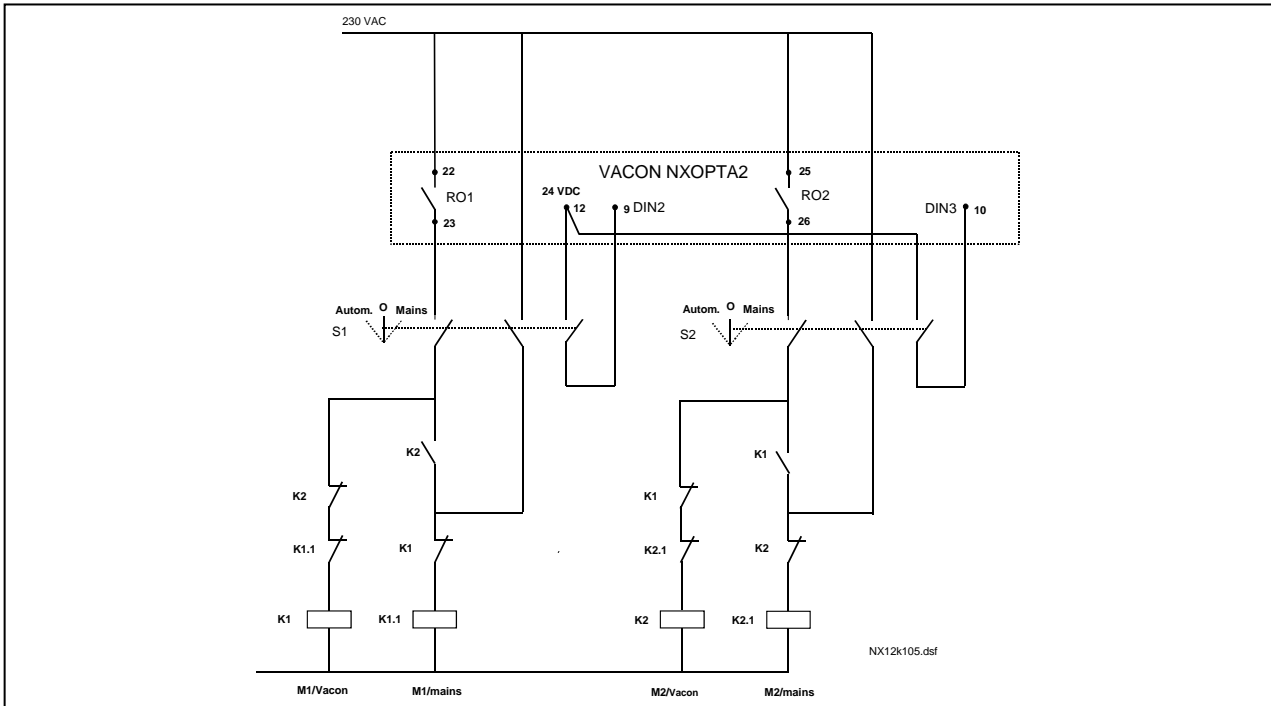 230 VAC
VACON NXOPTA2
22
RO1
23
24 VDC
12
9 DIN2
25
RO2
26
DIN3 10
Autom. O Mains
S1
Autom. O Mains
S2
K2
K1
K2
K1
K1.1
K1
K2.1
K2
K1
K1.1
K2
K2.1
NX12k105.dsf
M1/Vacon
M1/mains
M2/Vacon
M2/mains